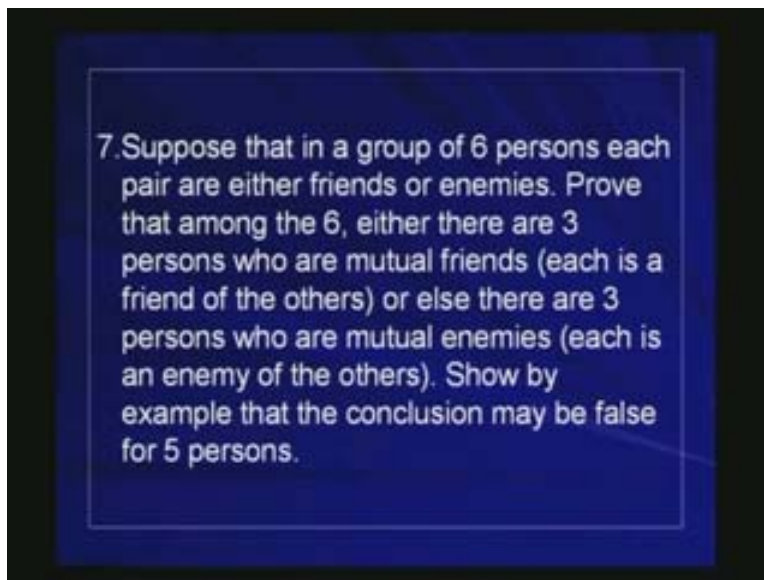 7.Suppose that in a group of 6 persons each
pair are either friends or enemies. Prove
that among the 6, either there are 3
persons who are mutual friends (each is a
friend of the others) or else there are 3
persons who are mutual enemies (each is
an enemy of the others). Show by
example that the conclusion may be false
for 5 persons.